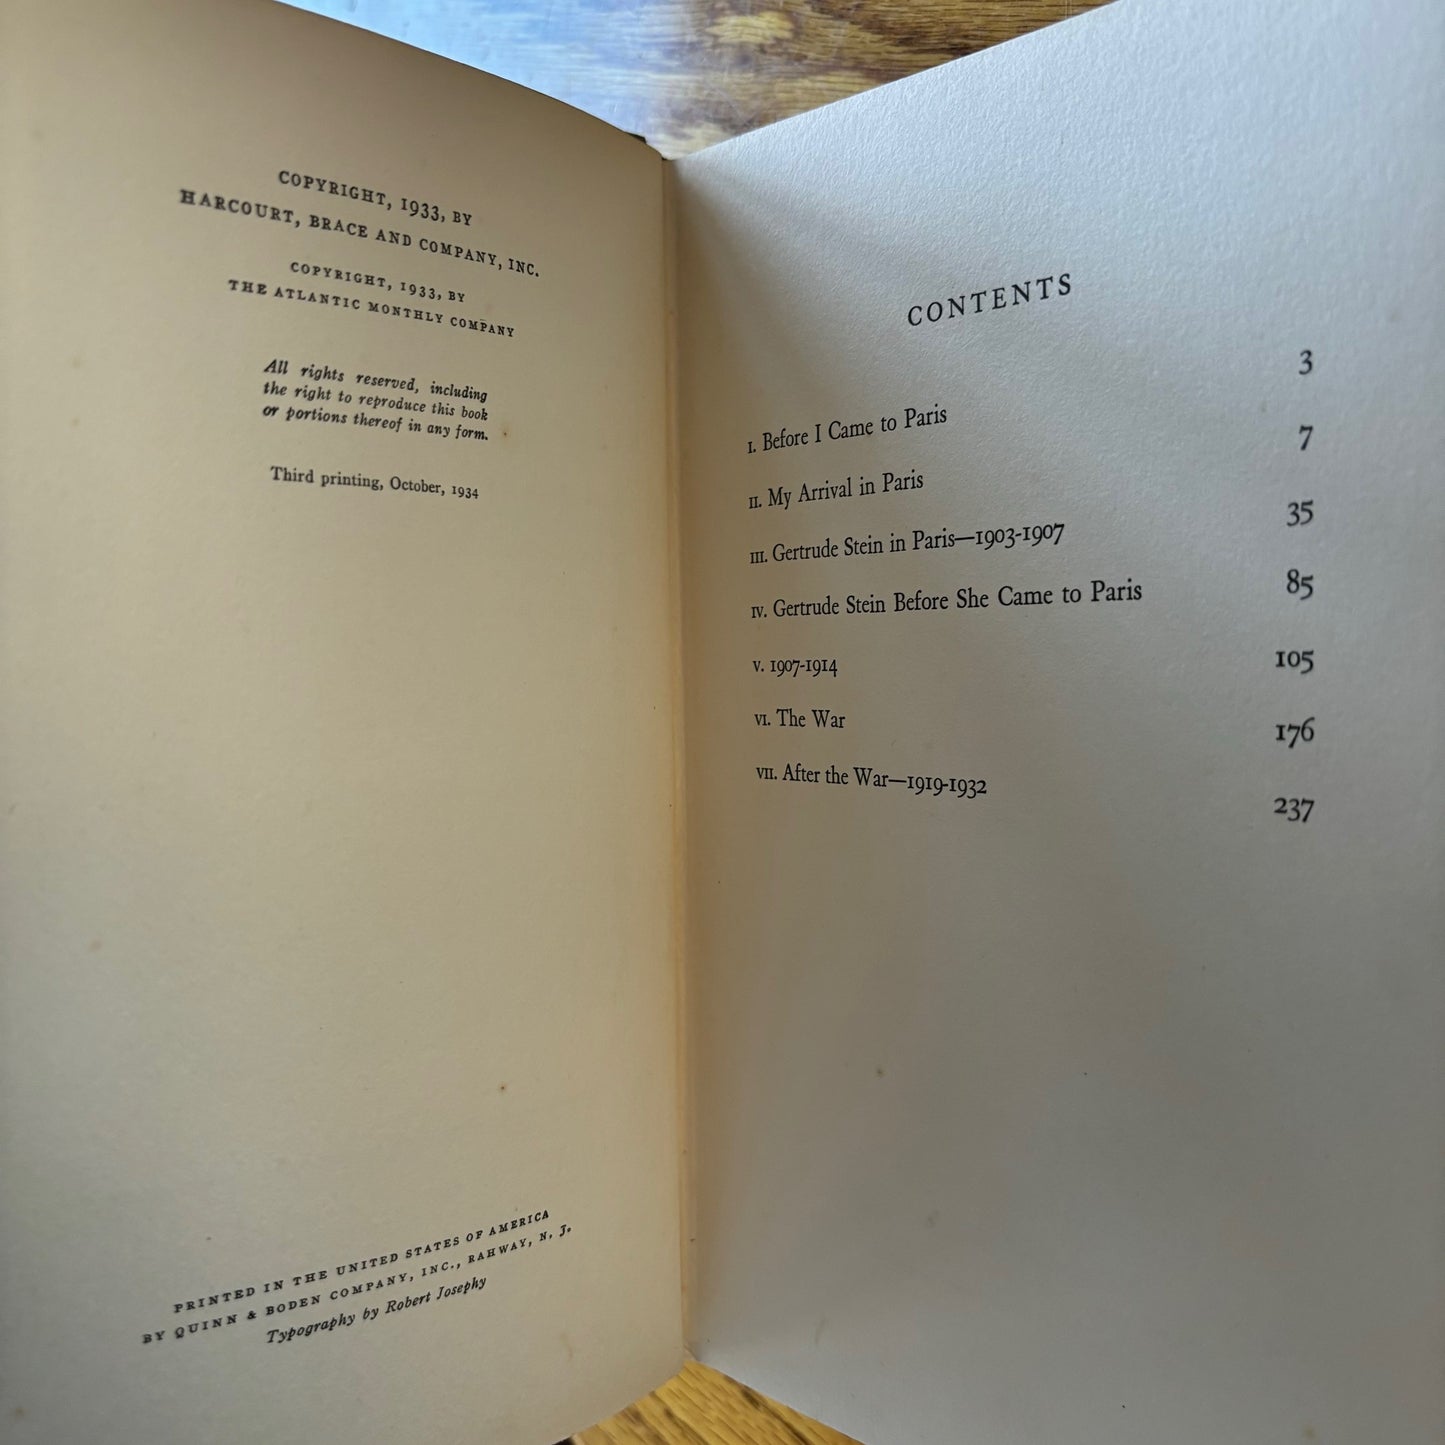 COPYRIGHT, 1933, BY
HARCOURT, BRACE AND COMPANY, INC.
COPYRIGHT, 1933, BY
THE ATLANTIC MONTHLY COMPANY
All rights reserved, including
the right to reproduce this book
or portions thereof in any form.
Third printing, October, 1934
PRINTED IN THE UNITED STATES OF AMERICA
BY QUINN & BODEN COMPANY, INC., RAHWAY, N. J.
Typography by Robert Josephy
CONTENTS
I. Before I Came to Paris 3
II. My Arrival in Paris 7
III. Gertrude Stein in Paris—1903-1907 35
IV. Gertrude Stein Before She Came to Paris 85
V. 1907-1914 105
VI. The War 176
VII. After the War—1919-1932 237